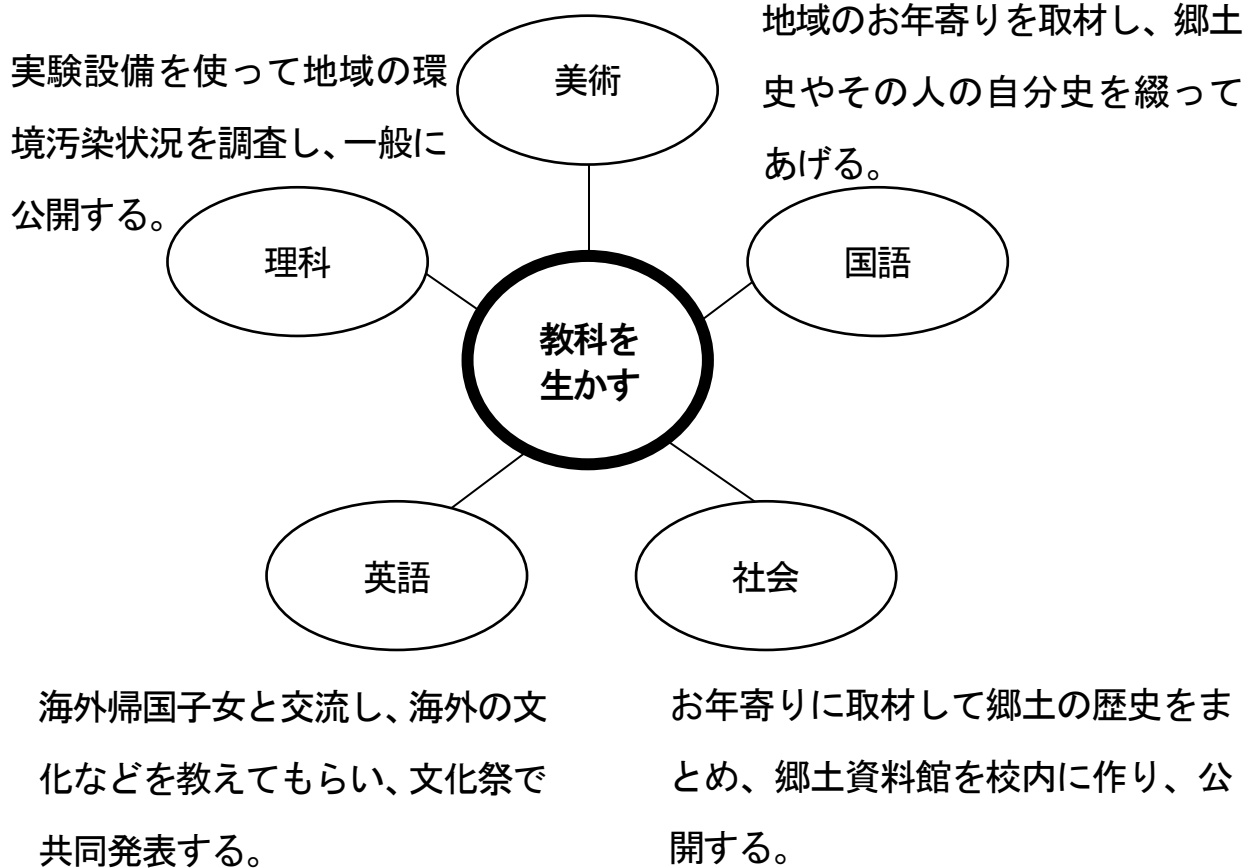 地域のお年寄りを取材し、郷土
史やその人の自分史を綴って
あげる。
実験設備を使って地域の環
境汚染状況を調査し、一般に
公開する。
美術
理科
国語
教科を
生かす
英語
社会
海外帰国子女と交流し、海外の文
化などを教えてもらい、文化祭で
共同発表する。
お年寄りに取材して郷土の歴史をま
とめ、郷土資料館を校内に作り、公
開する。